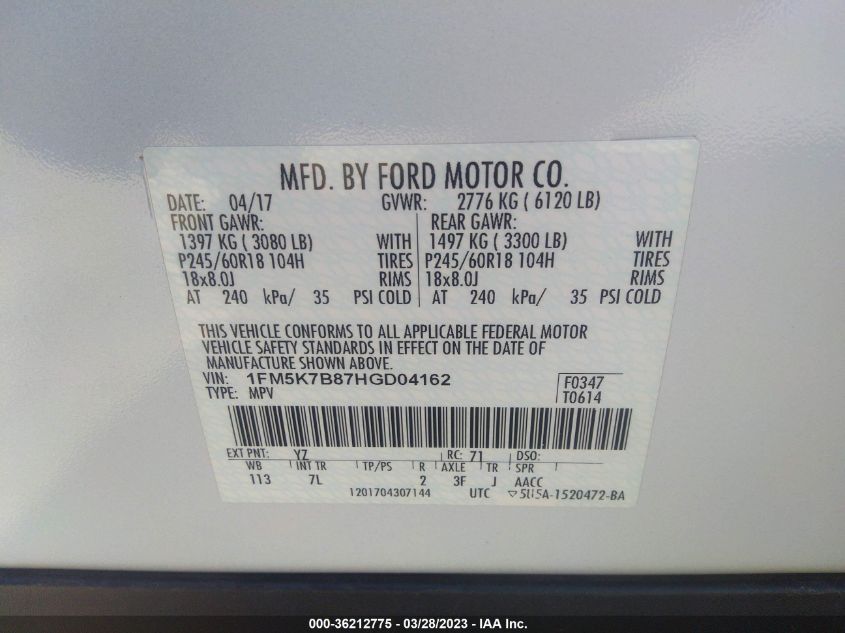 MFD. BY FORD MOTOR CO.
DATE: 04/17 GVWR: 2776 KG ( 6120 LB)
FRONT GAWR: REAR GAWR:
1397 KG ( 3080 LB) WITH 1497 KG ( 3300 LB) WITH
P245/60R18 104H TIRES P245/60R18 104H TIRES
18x8.0J RIMS 18x8.0J RIMS
AT 240 kPa/ 35 PSI COLD AT 240 kPa/ 35 PSI COLD
THIS VEHICLE CONFORMS TO ALL APPLICABLE FEDERAL MOTOR
VEHICLE SAFETY STANDARDS IN EFFECT ON THE DATE OF
MANUFACTURE SHOWN ABOVE.
VIN: 1FM5K7B87HGD04162 F0347
TYPE: MPV T0614
EXT PNT: YZ RC: 71 DSO:
WB INT TR TP/PS R AXLE TR SPR
113 7L 2 3F J AACC
1201704307144 UTC 5U5A-1520472-BA
000-36212775 - 03/28/2023 - IAA Inc.